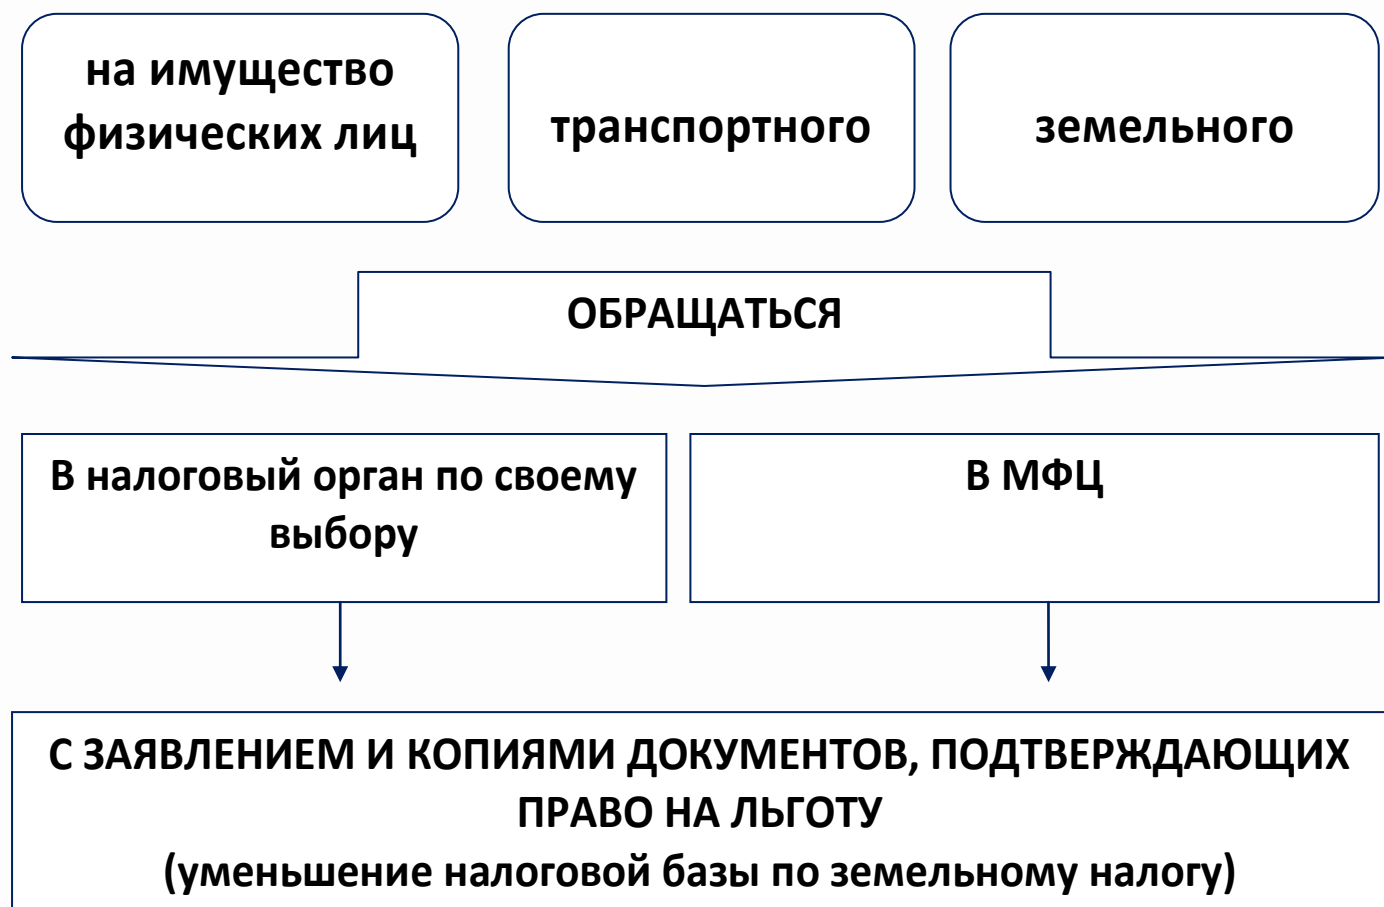 на имущество
физических лиц
транспортного
земельного
ОБРАЩАТЬСЯ
В налоговый орган по своему
выбору
В МФЦ
С ЗАЯВЛЕНИЕМ И КОПИЯМИ ДОКУМЕНТОВ, ПОДТВЕРЖДАЮЩИХ
ПРАВО НА ЛЬГОТУ
(уменьшение налоговой базы по земельному налогу)